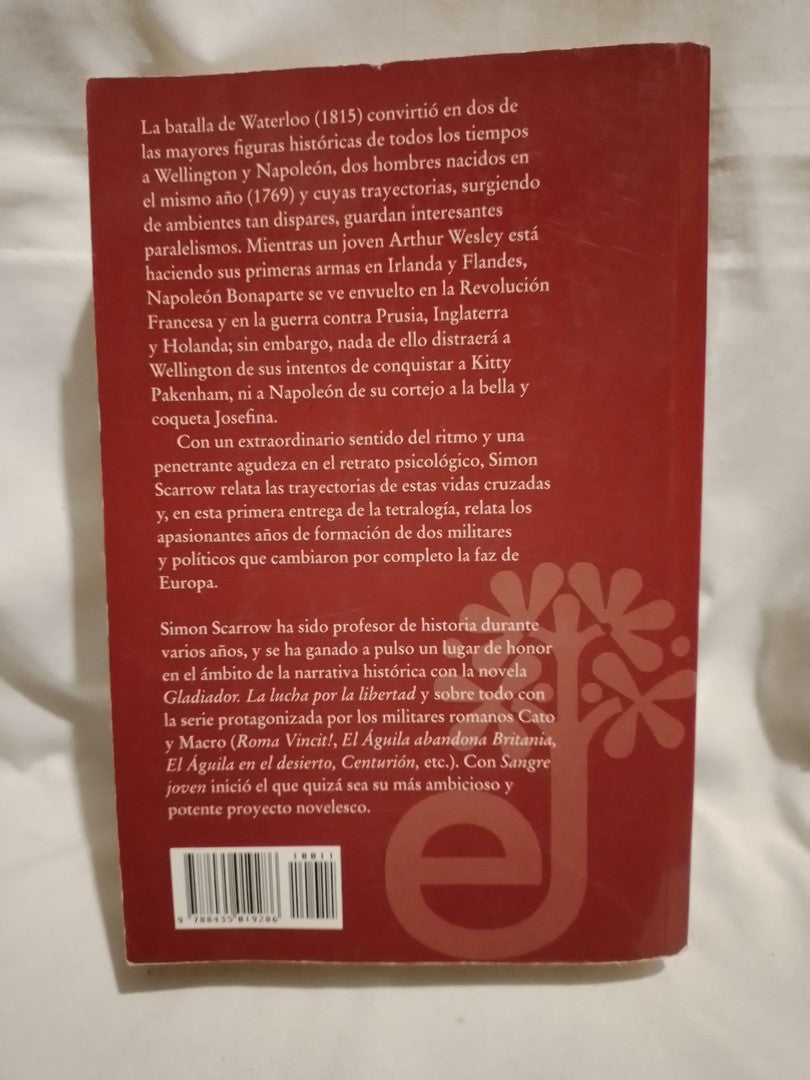 La batalla de Waterloo (1815) convirtió en dos de
las mayores figuras históricas de todos los tiempos
a Wellington y Napoleón, dos hombres nacidos en
el mismo año (1769) y cuyas trayectorias, surgiendo
de ambientes tan dispares, guardan interesantes
paralelismos. Mientras un joven Arthur Wesley está
haciendo sus primeras armas en Irlanda y Flandes,
Napoleón Bonaparte se ve envuelto en la Revolución
Francesa y en la guerra contra Prusia, Inglaterra
y Holanda; sin embargo, nada de ello distraerá a
Wellington de sus intentos de conquistar a Kitty
Pakenham, ni a Napoleón de su cortejo a la bella y
coqueta Josefina.
Con un extraordinario sentido del ritmo y una
penetrante agudeza en el retrato psicológico, Simon
Scarrow relata las trayectorias de estas vidas cruzadas
y, en esta primera entrega de la tetralogía, relata los
apasionantes años de formación de dos militares
y políticos que cambiaron por completo la faz de
Europa.
Simon Scarrow ha sido profesor de historia durante
varios años, y se ha ganado a pulso un lugar de honor
en el ámbito de la narrativa histórica con la novela
Gladiador. La lucha por la libertad y sobre todo con
la serie protagonizada por los militares romanos Cato
y Macro (Roma Vincit!, El Águila abandona Britania,
El Águila en el desierto, Centurión, etc.). Con Sangre
joven inició el que quizá sea su más ambicioso y
potente proyecto novelesco.
10011
9 788435 019286
ej